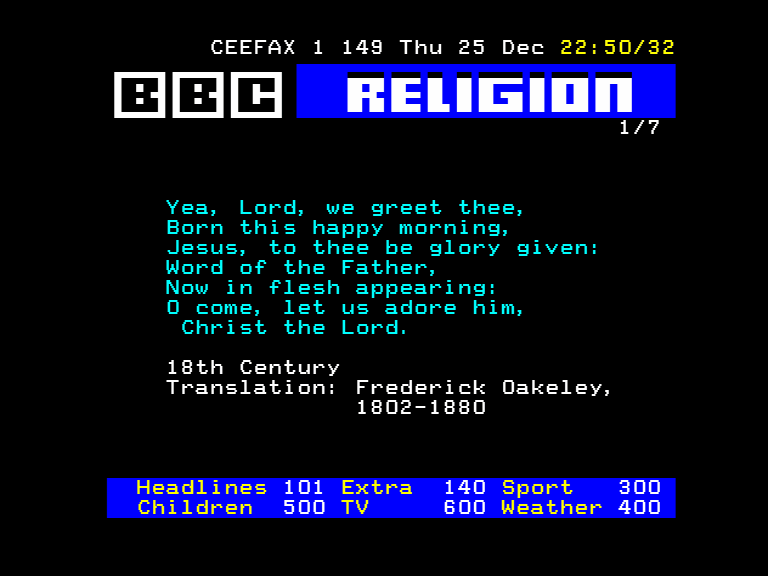 CEEFAX 1 149 Thu 25 Dec 22:50/32
BBC RELIGION
1/7
Yea, Lord, we greet thee,
Born this happy morning,
Jesus, to thee be glory given:
Word of the Father,
Now in flesh appearing:
O come, let us adore him,
Christ the Lord.
18th Century
Translation: Frederick Oakeley,
1802-1880
Headlines 101 Extra 140 Sport 300
Children 500 TV 600 Weather 400